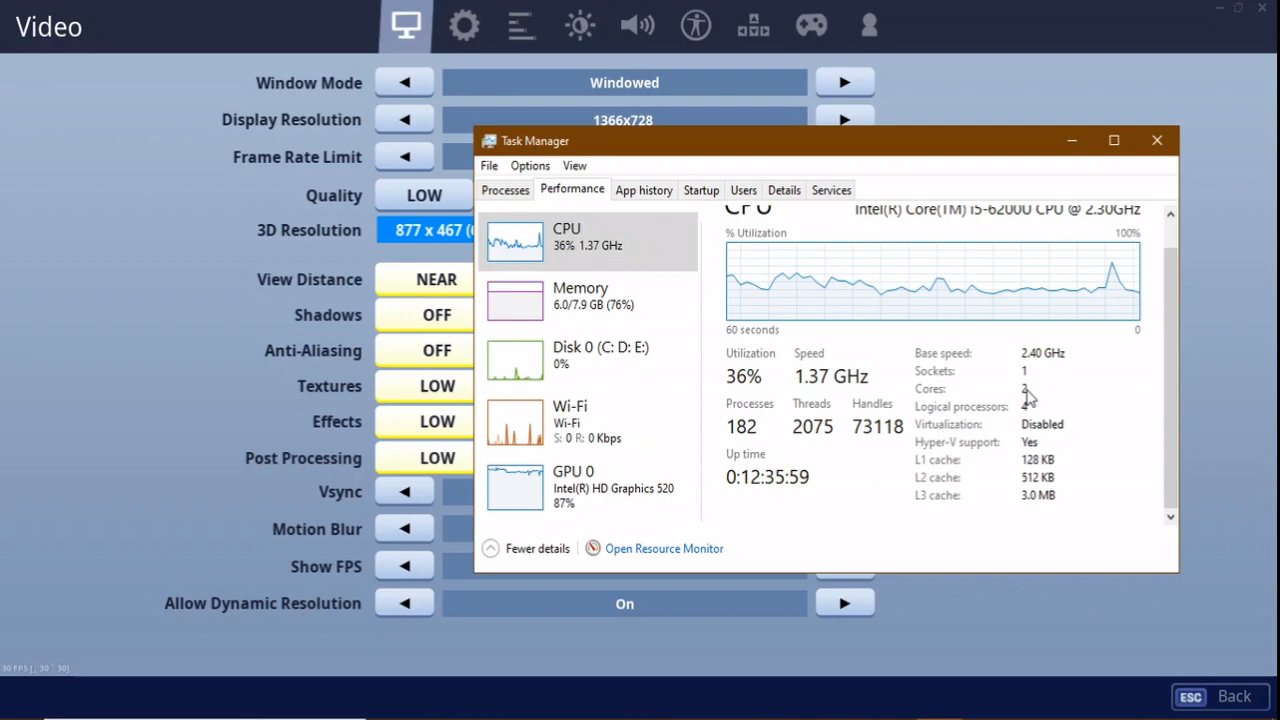 Video
Window Mode
Windowed
Display Resolution
1366x728
Frame Rate Limit
Quality
LOW
3D Resolution
877 x 467
View Distance
NEAR
Shadows
OFF
Anti-Aliasing
OFF
Textures
LOW
Effects
LOW
Post Processing
LOW
Vsync
Motion Blur
Show FPS
Allow Dynamic Resolution
On
Task Manager
File Options View
Processes Performance App history Startup Users Details Services
CPU
36% 1.37 GHz
Memory
6.0/7.9 GB (76%)
Disk 0 (C: D: E:)
0%
Wi-Fi
Wi-Fi
S: 0 R: 0 Kbps
GPU 0
Intel(R) HD Graphics 520
87%
CPU Intel(R) Core(TM) i5-6200U CPU @ 2.30GHz
% Utilization 100%
60 seconds 0
Utilization Speed
36% 1.37 GHz
Processes Threads Handles
182 2075 73118
Up time
0:12:35:59
Base speed: 2.40 GHz
Sockets: 1
Cores: 2
Logical processors: 4
Virtualization: Disabled
Hyper-V support: Yes
L1 cache: 128 KB
L2 cache: 512 KB
L3 cache: 3.0 MB
Fewer details Open Resource Monitor
30 FPS
ESC Back